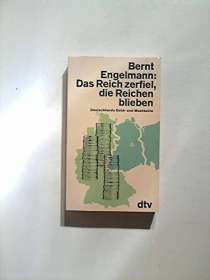 Bernt
Engelmann:
Das Reich zerfiel,
die Reichen
blieben
Deutschlands Geld- und Machtelite
dtv